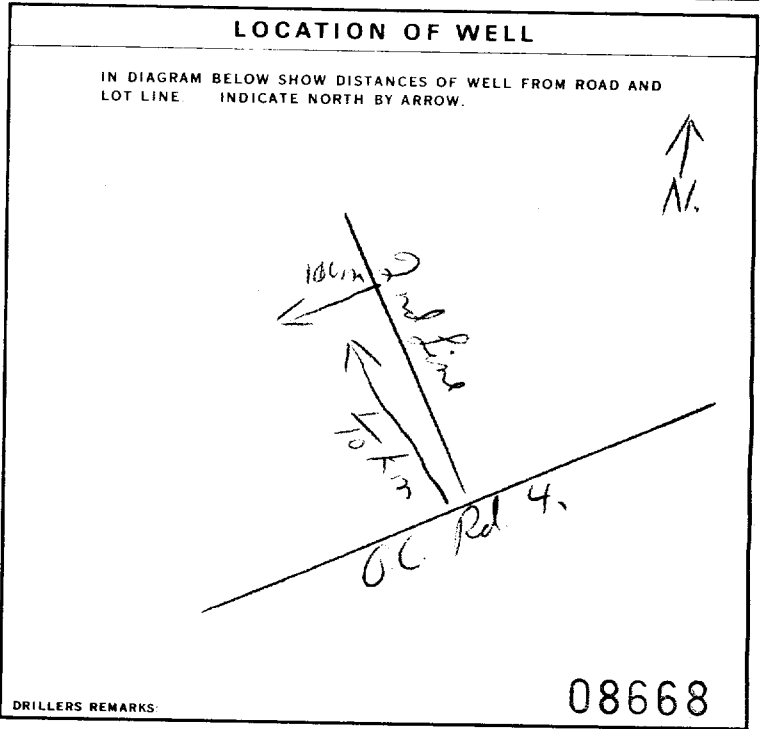 LOCATION OF WELL
IN DIAGRAM BELOW SHOW DISTANCES OF WELL FROM ROAD AND
LOT LINE. INDICATE NORTH BY ARROW.
N.
2nd Line
O.C. Rd. 4.
DRILLERS REMARKS:
08668